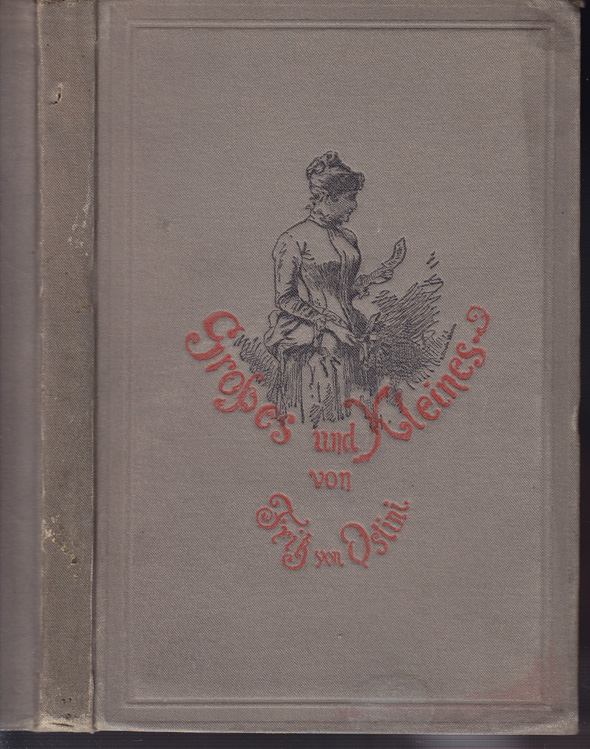 Großes und Kleines
von
Fritz von Ostini.